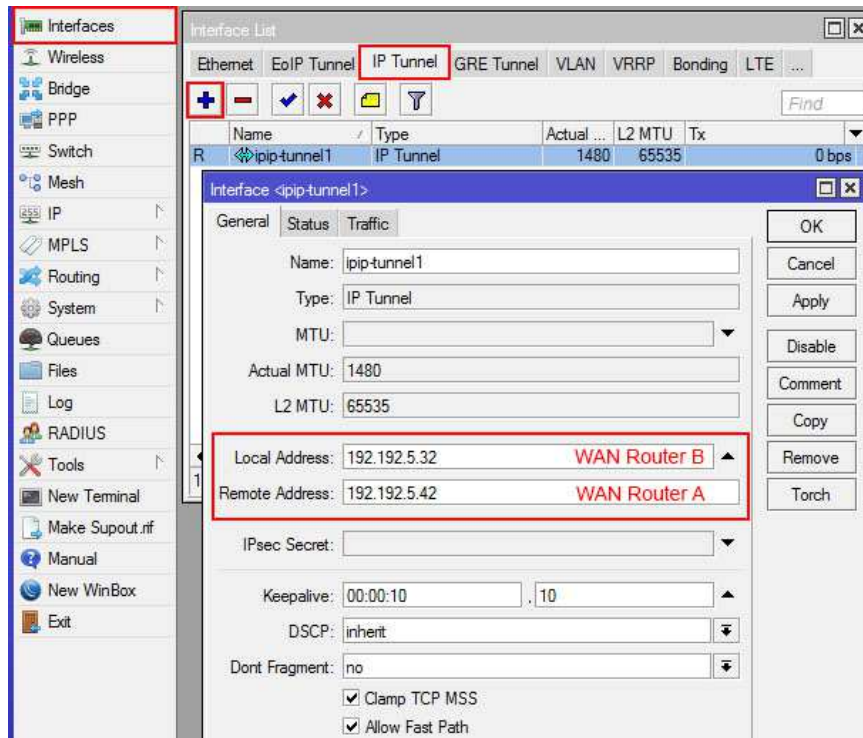 Interfaces
Wireless
Bridge
PPP
Switch
Mesh
IP
MPLS
Routing
System
Queues
Files
Log
RADIUS
Tools
New Terminal
Make Supout.rif
Manual
New WinBox
Exit
Interface List
Ethernet EoIP Tunnel IP Tunnel GRE Tunnel VLAN VRRP Bonding LTE ...
Find
Name / Type Actual ... L2 MTU Tx
R ipip-tunnel1 IP Tunnel 1480 65535 0 bps
1
Interface <ipip-tunnel1>
General Status Traffic
Name: ipip-tunnel1
Type: IP Tunnel
MTU:
Actual MTU: 1480
L2 MTU: 65535
Local Address: 192.192.5.32 WAN Router B
Remote Address: 192.192.5.42 WAN Router A
IPsec Secret:
Keepalive: 00:00:10 , 10
DSCP: inherit
Dont Fragment: no
Clamp TCP MSS
Allow Fast Path
OK
Cancel
Apply
Disable
Comment
Copy
Remove
Torch